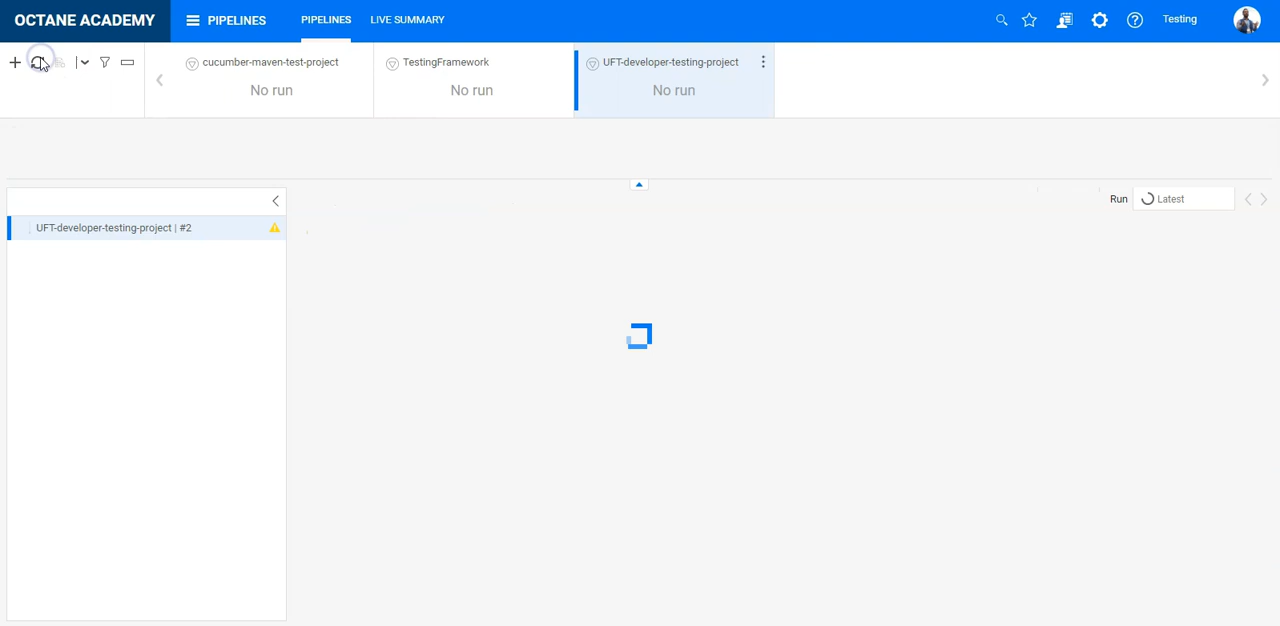 OCTANE ACADEMY
PIPELINES
PIPELINES
LIVE SUMMARY
Testing
cucumber-maven-test-project
No run
TestingFramework
No run
UFT-developer-testing-project
No run
Run
Latest
UFT-developer-testing-project | #2